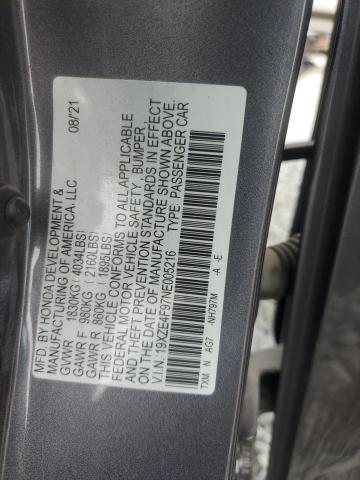 MFD. BY HONDA DEVELOPMENT & 08/21
MANUFACTURING OF AMERICA, LLC
GVWR 1830KG ( 4034LBS)
GAWR F 980KG ( 2160LBS)
GAWR R 860KG ( 1895LBS)
THIS VEHICLE CONFORMS TO ALL APPLICABLE
FEDERAL MOTOR VEHICLE SAFETY, BUMPER,
AND THEFT PREVENTION STANDARDS IN EFFECT
ON THE DATE OF MANUFACTURE SHOWN ABOVE.
V.I.N.:19XZE4F97NE005216 TYPE: PASSENGER CAR
TXM N AG7 -NH797M -A -E